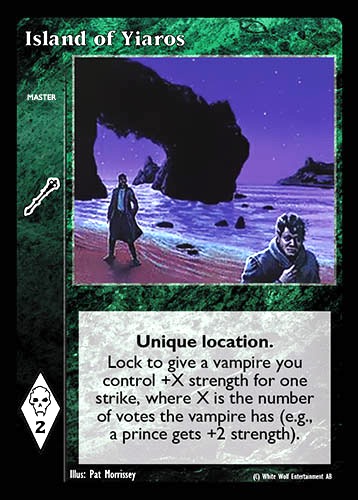 Island of Yiaros
MASTER
Unique location.
Lock to give a vampire you
control +X strength for one
strike, where X is the number
of votes the vampire has (e.g.,
a prince gets +2 strength).
2
Illus: Pat Morrissey
(C) White Wolf Entertainment AB